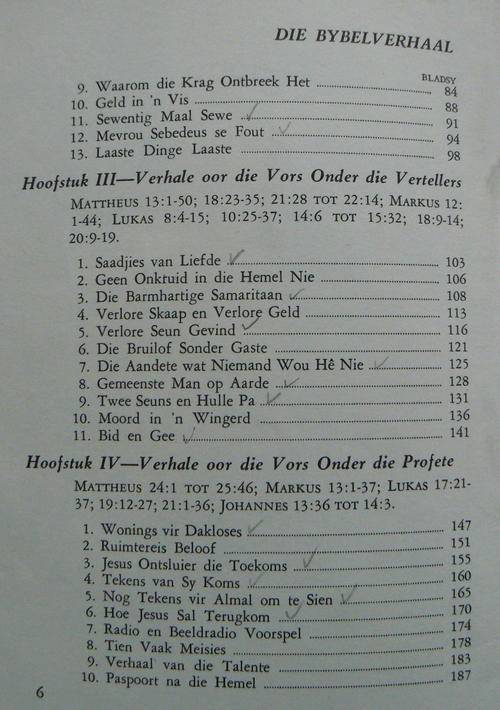 DIE BYBELVERHAAL
BLADSY
9. Waarom die Krag Ontbreek Het 84
10. Geld in 'n Vis 88
11. Sewentig Maal Sewe 91
12. Mevrou Sebedeus se Fout 94
13. Laaste Dinge Laaste 98
Hoofstuk III—Verhale oor die Vors Onder die Vertellers
MATTHEUS 13:1-50; 18:23-35; 21:28 TOT 22:14; MARKUS 12:
1-44; LUKAS 8:4-15; 10:25-37; 14:6 TOT 15:32; 18:9-14;
20:9-19.
1. Saadjies van Liefde 103
2. Geen Onktuid in die Hemel Nie 106
3. Die Barmhartige Samaritaan 108
4. Verlore Skaap en Verlore Geld 113
5. Verlore Seun Gevind 116
6. Die Bruilof Sonder Gaste 121
7. Die Aandete wat Niemand Wou Hê Nie 125
8. Gemeenste Man op Aarde 128
9. Twee Seuns en Hulle Pa 131
10. Moord in 'n Wingerd 136
11. Bid en Gee 141
Hoofstuk IV—Verhale oor die Vors Onder die Profete
MATTHEUS 24:1 TOT 25:46; MARKUS 13:1-37; LUKAS 17:21-
37; 19:12-27; 21:1-36; JOHANNES 13:36 TOT 14:3.
1. Wonings vir Dakloses 147
2. Ruimtereis Beloof 151
3. Jesus Ontsluier die Toekoms 155
4. Tekens van Sy Koms 160
5. Nog Tekens vir Almal om te Sien 165
6. Hoe Jesus Sal Terugkom 170
7. Radio en Beeldradio Voorspel 174
8. Tien Vaak Meisies 178
9. Verhaal van die Talente 183
10. Paspoort na die Hemel 187
6